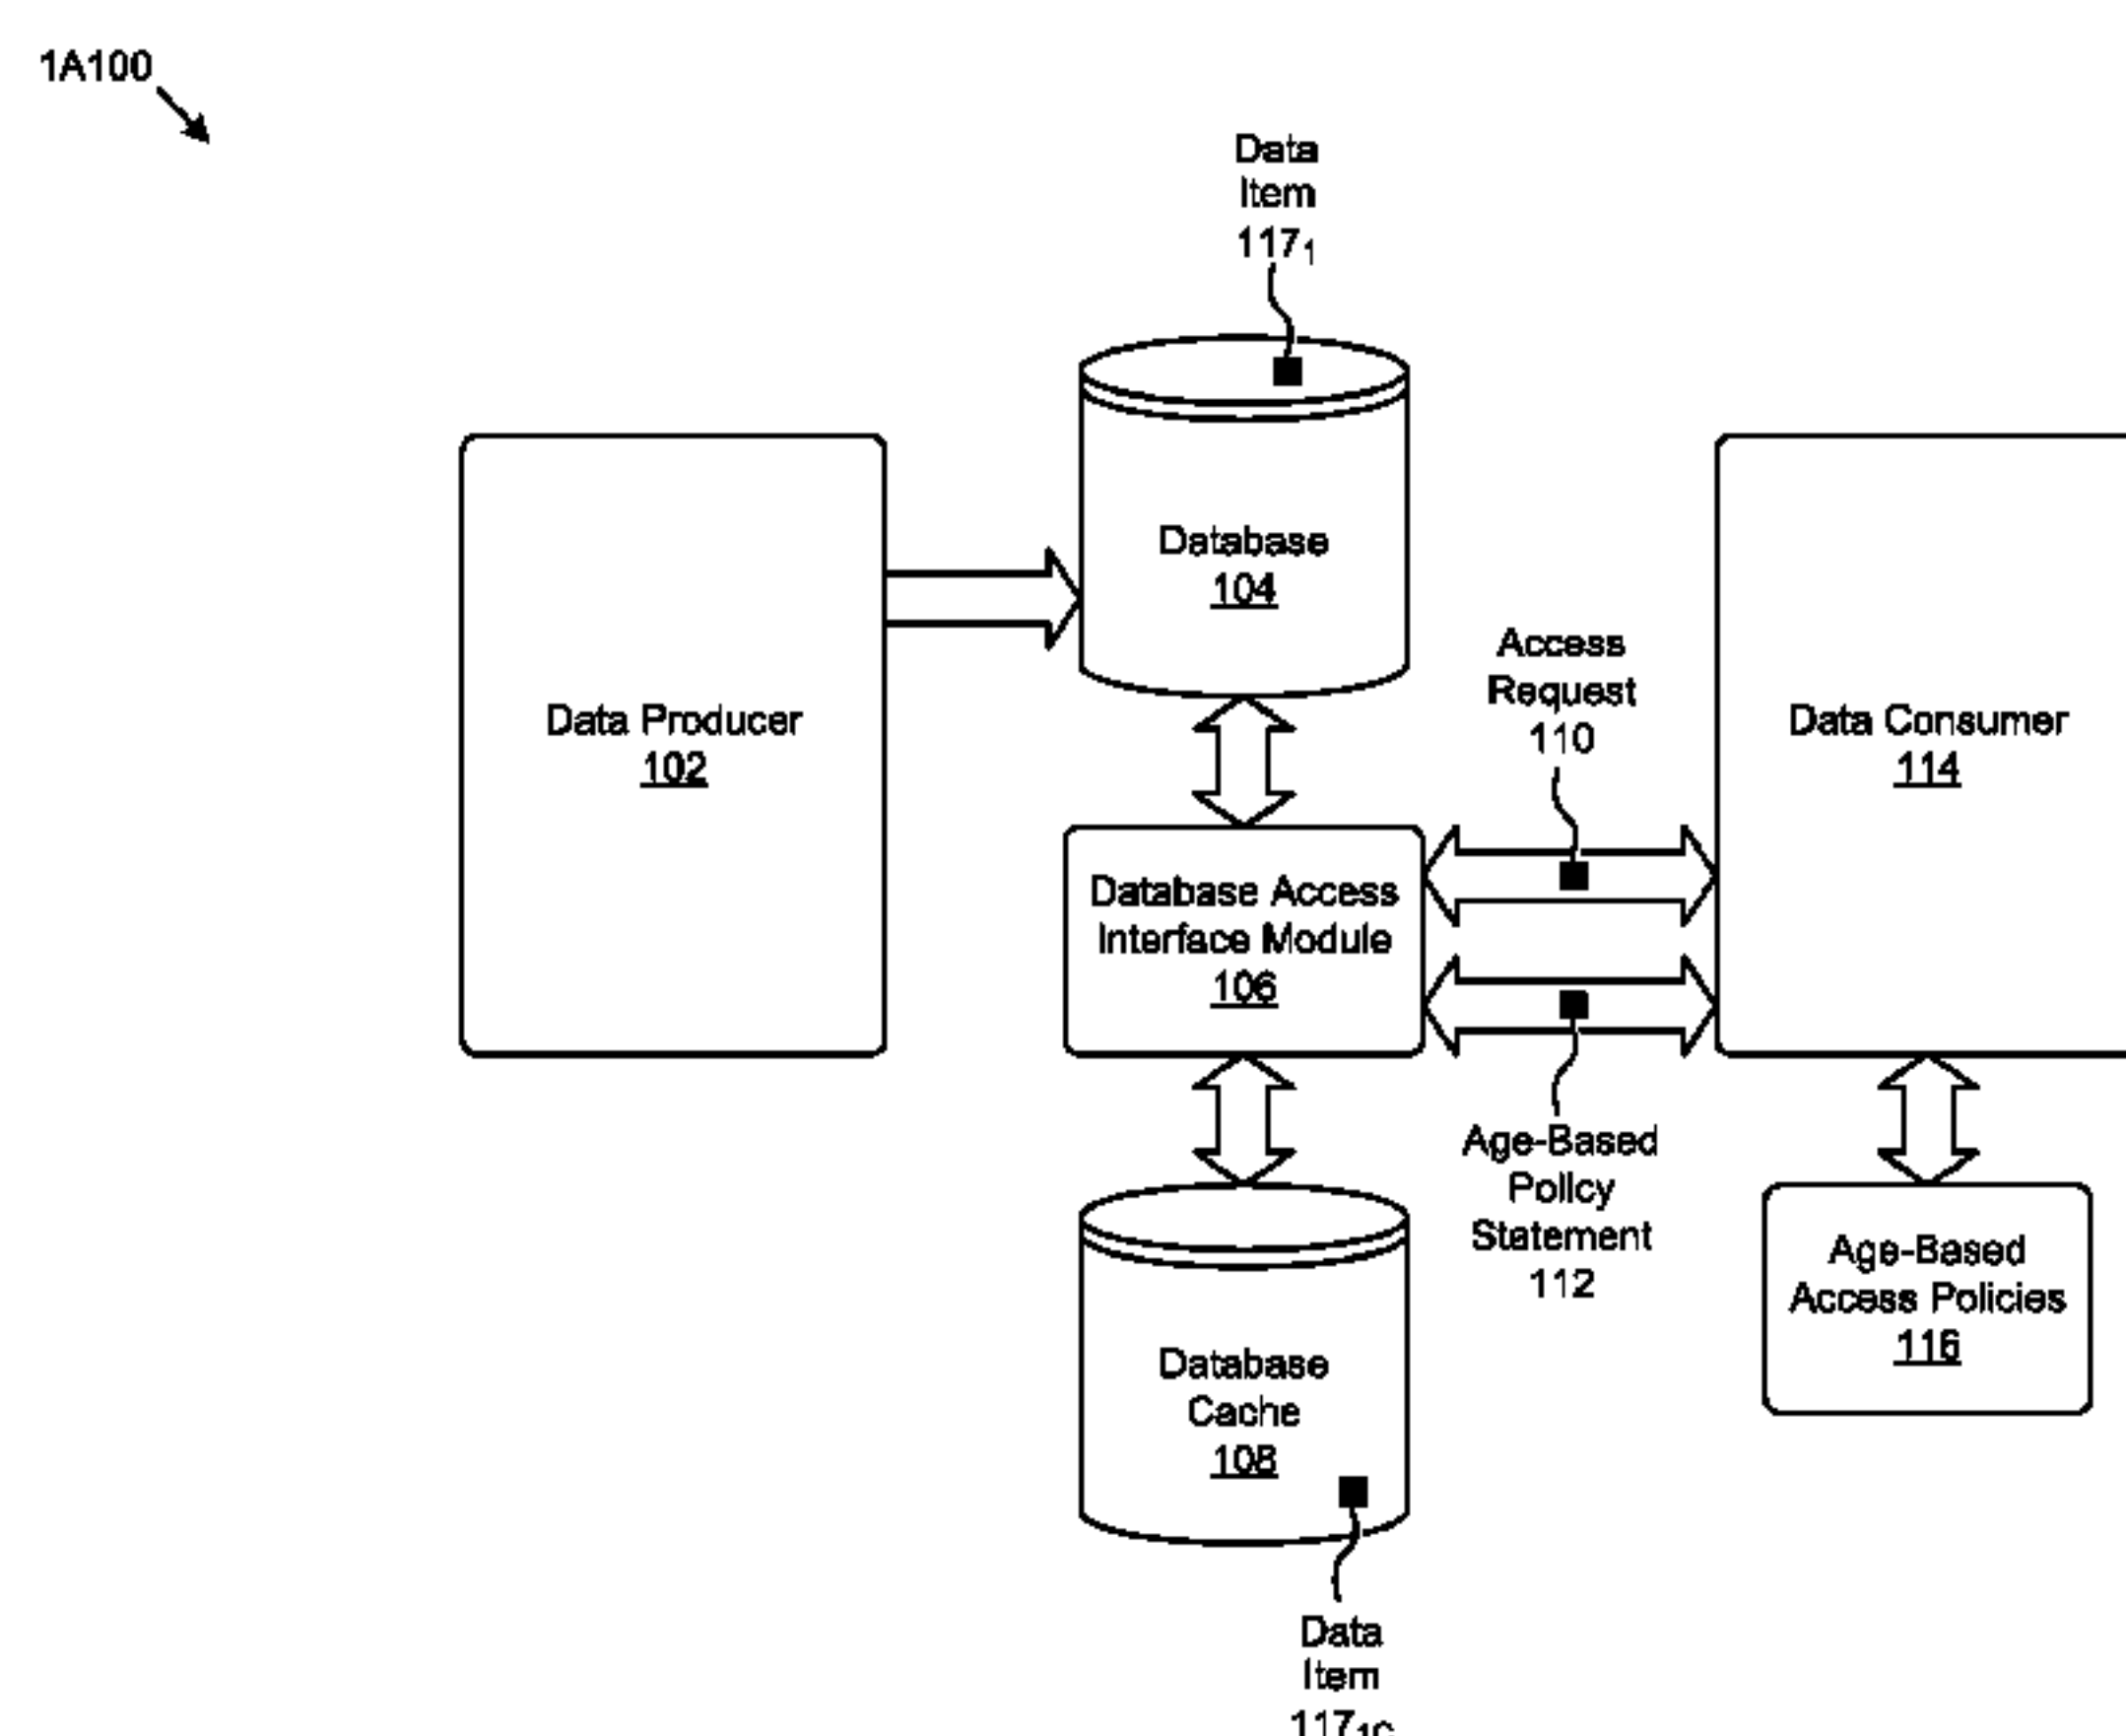 1A100
Data
Item
117₁
Database
104
Data Producer
102
Access
Request
110
Data Consumer
114
Database Access
Interface Module
106
Age-Based
Policy
Statement
112
Age-Based
Access Policies
116
Database
Cache
108
Data
Item
117₁C